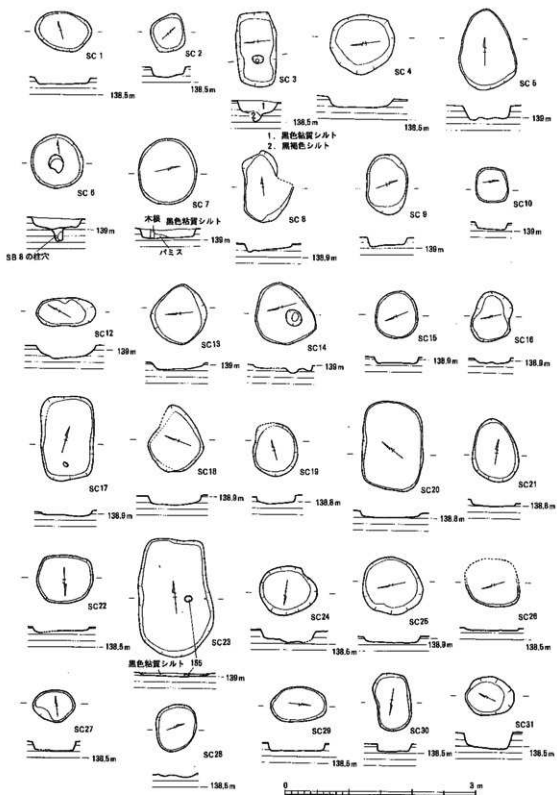 SC 1
138.5m
SC 2
138.5m
SC 3
138.5m
1. 黒色粘質シルト
2. 黒褐色シルト
SC 4
138.5m
SC 5
139m
SC 6
139m
SB 8 の柱穴
SC 7
木根 黒色粘質シルト
139m
パミス
SC 8
138.9m
SC 9
139m
SC10
139m
SC12
139m
SC13
139m
SC14
139m
SC15
138.9m
SC16
138.9m
SC17
138.9m
SC18
138.9m
SC19
138.8m
SC20
138.8m
SC21
138.8m
SC22
138.5m
SC23
黒色粘質シルト 155
139m
SC24
138.5m
SC25
138.9m
SC26
138.5m
SC27
138.5m
SC28
138.5m
SC29
138.5m
SC30
138.5m
SC31
138.5m
0 3 m